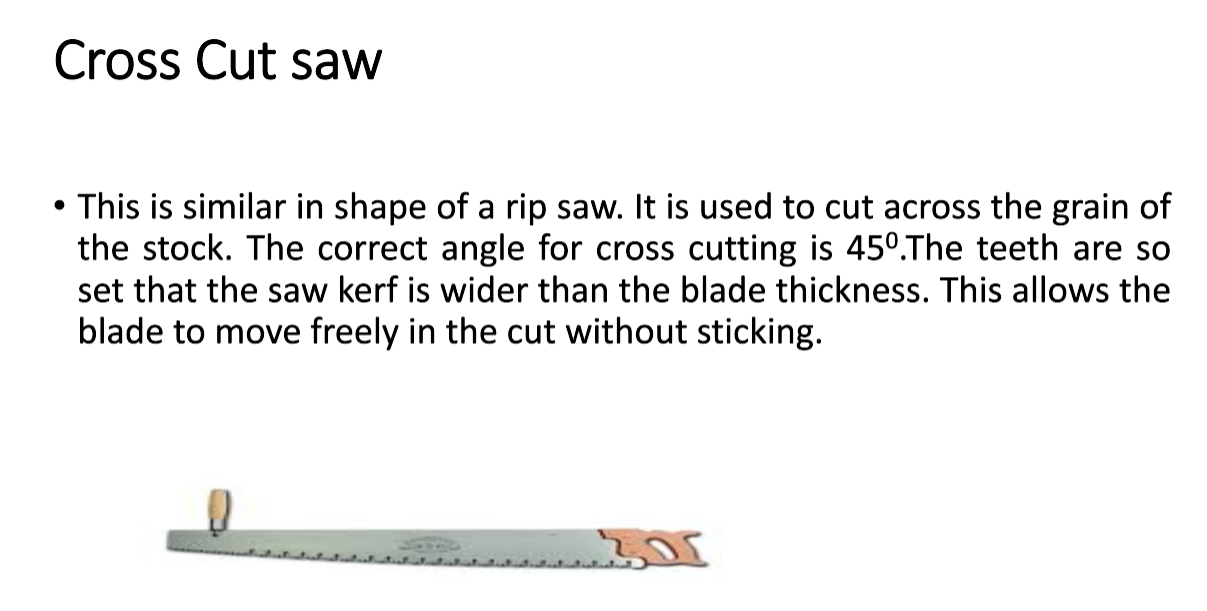 Cross Cut saw
• This is similar in shape of a rip saw. It is used to cut across the grain of
the stock. The correct angle for cross cutting is 45⁰.The teeth are so
set that the saw kerf is wider than the blade thickness. This allows the
blade to move freely in the cut without sticking.